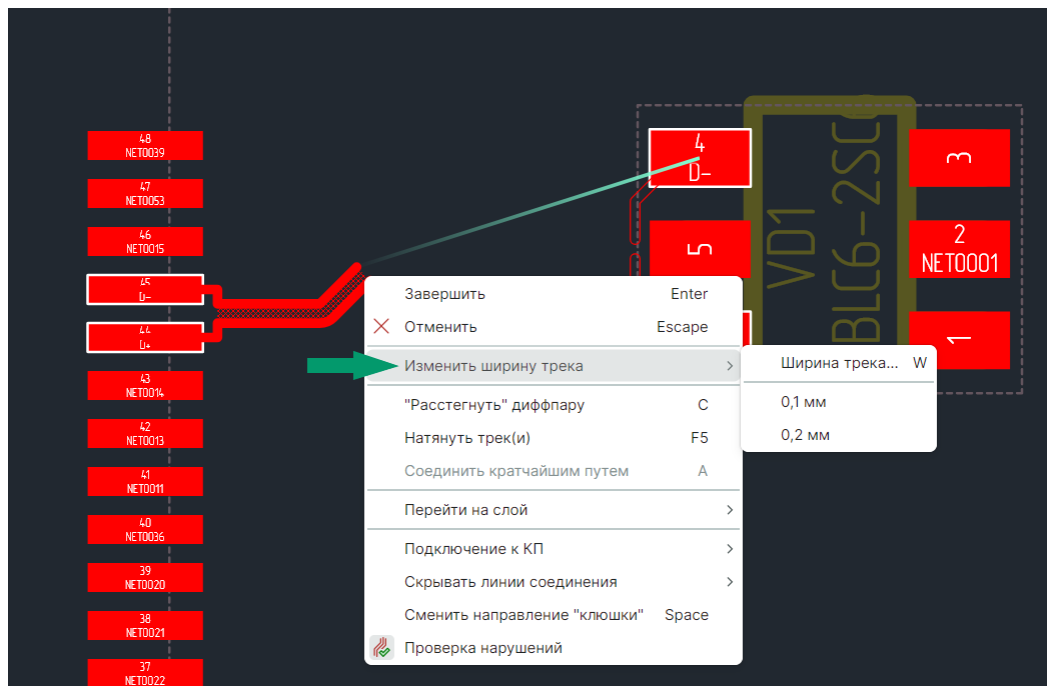 48
NET0039
47
NET0053
46
NET0015
45
D-
44
D+
43
NET0014
42
NET0013
41
NET0011
40
NET0036
39
NET0020
38
NET0021
37
NET0022
4
D-
5
3
2
NET0001
1
VD1
BLC6-2SC
Завершить Enter
Отменить Escape
Изменить ширину трека
"Расстегнуть" диффпару C
Натянуть трек(и) F5
Соединить кратчайшим путем A
Перейти на слой
Подключение к КП
Скрывать линии соединения
Сменить направление "клюшки" Space
Проверка нарушений
Ширина трека... W
0,1 мм
0,2 мм